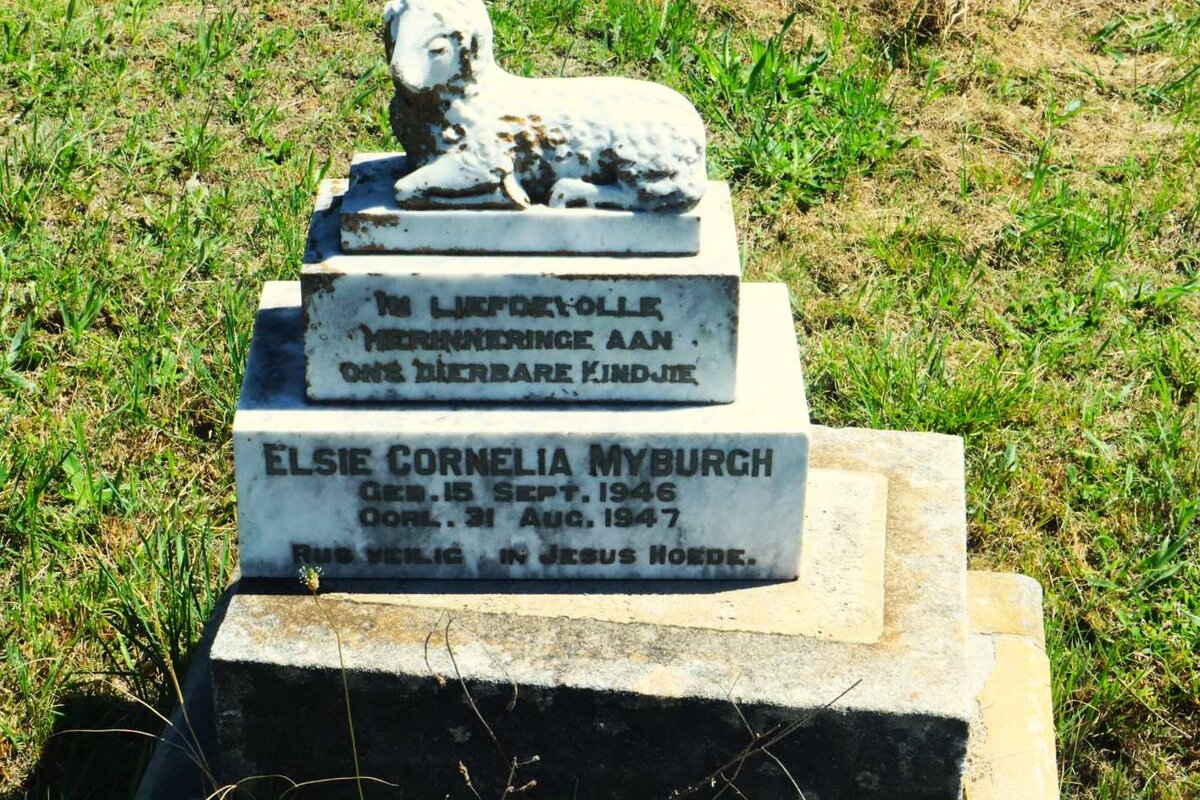 IN LIEFDEVOLLE
HERINNERINGE AAN
ONS DIERBARE KINDJIE
ELSIE CORNELIA MYBURGH
GEB. 15 SEPT. 1946
OORL. 31 AUG. 1947
RUS VEILIG IN JESUS HOEDE.